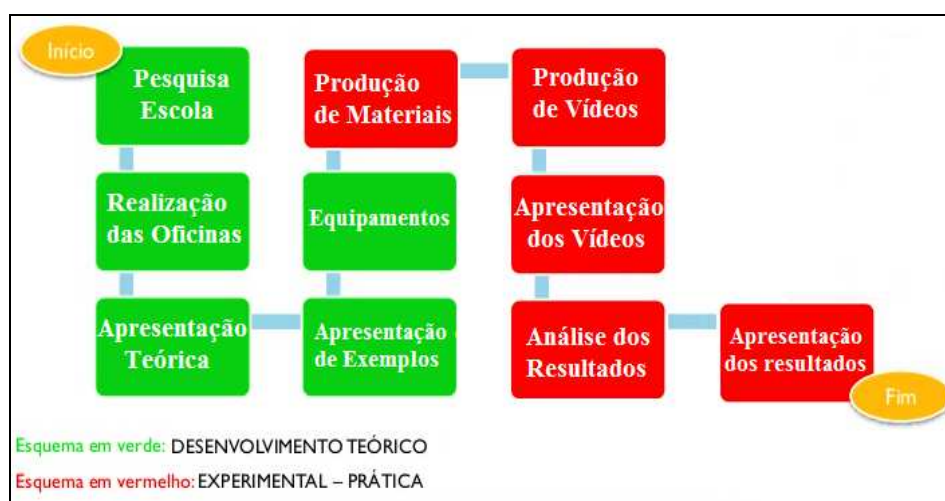 Início
Pesquisa
Escola
Realização
das Oficinas
Apresentação
Teórica
Apresentação
de Exemplos
Equipamentos
Produção
de Materiais
Produção
de Vídeos
Apresentação
dos Vídeos
Análise dos
Resultados
Apresentação
dos resultados
Fim
Esquema em verde: DESENVOLVIMENTO TEÓRICO
Esquema em vermelho: EXPERIMENTAL – PRÁTICA